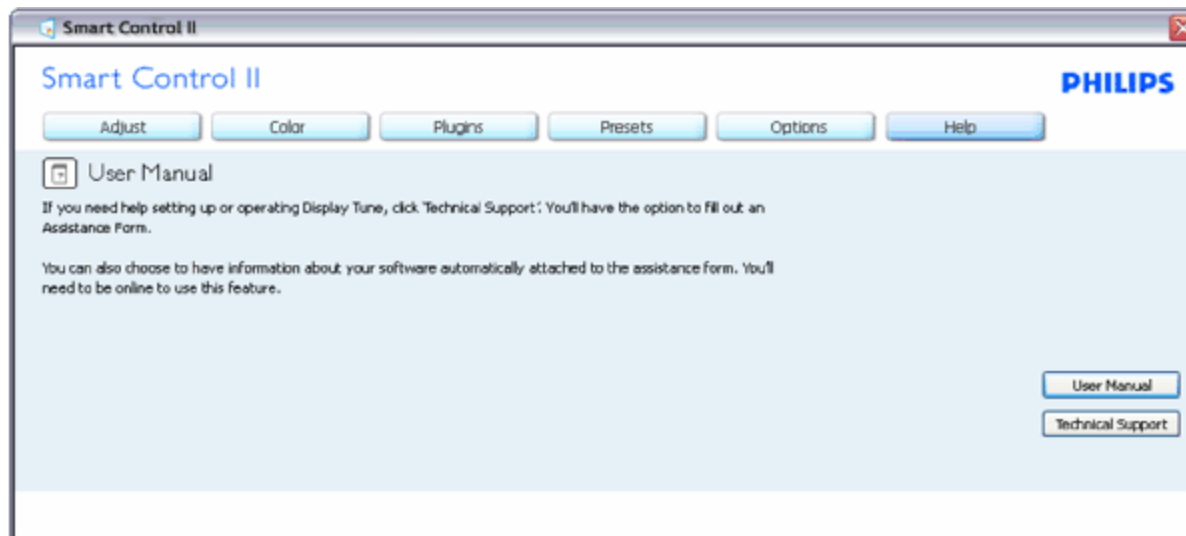 Smart Control II
Smart Control II
PHILIPS
Adjust Color Plugins Presets Options Help
User Manual
If you need help setting up or operating Display Tune, click 'Technical Support'. You'll have the option to fill out an
Assistance Form.
You can also choose to have information about your software automatically attached to the assistance form. You'll
need to be online to use this feature.
User Manual
Technical Support